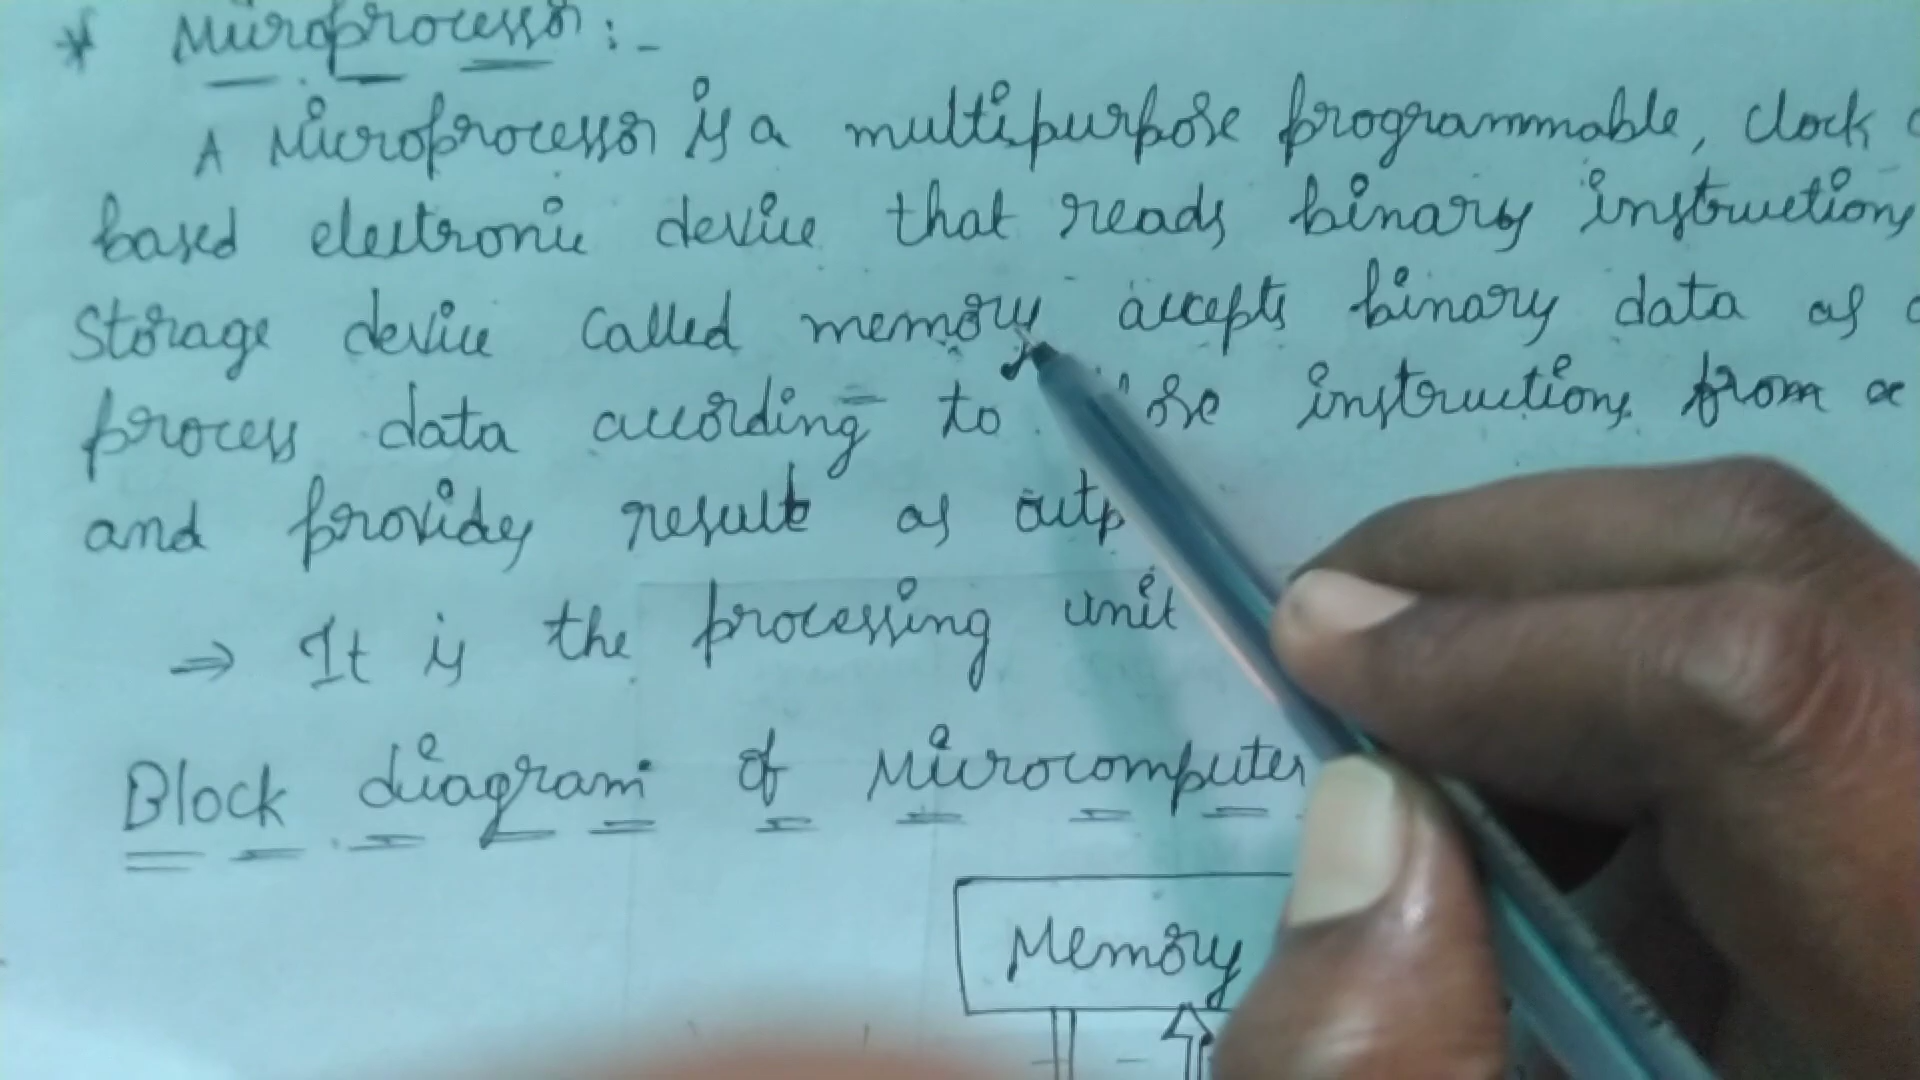 * Microprocessor :-
A Microprocessor is a multipurpose programmable, clock
based electronic device that reads binary instructions
Storage device called memory accepts binary data as
process data according to instructions from
and provides result as
⇒ It is the processing unit
Block diagram of Microcomputer
Memory